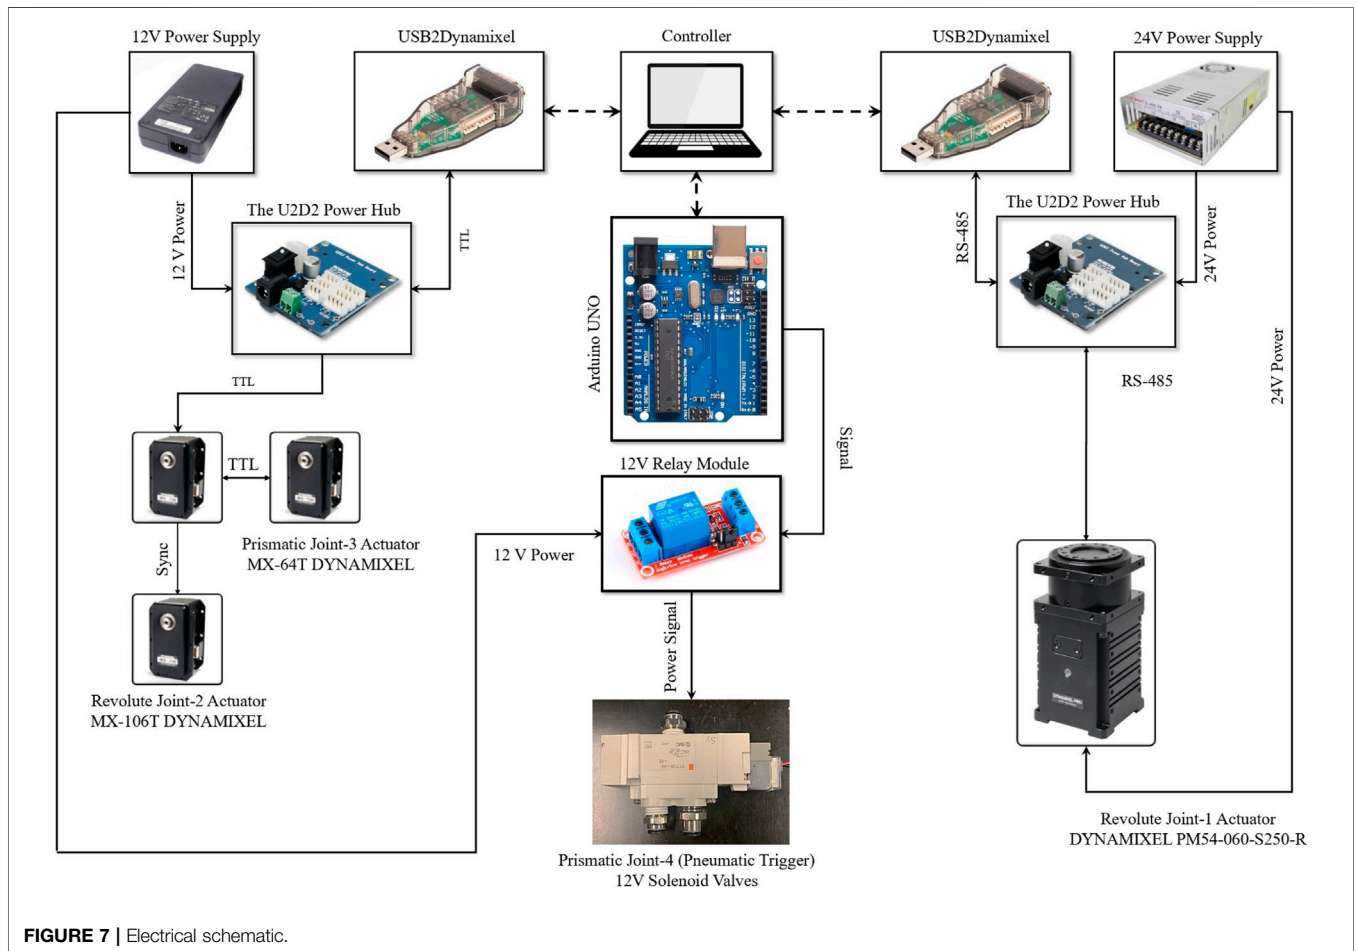 12V Power Supply
USB2Dynamixel
Controller
USB2Dynamixel
24V Power Supply
12 V Power
The U2D2 Power Hub
TTL
RS-485
The U2D2 Power Hub
24V Power
Arduino UNO
TTL
RS-485
24V Power
Signal
TTL
12V Relay Module
Prismatic Joint-3 Actuator
MX-64T DYNAMIXEL
Sync
12 V Power
Power Signal
Revolute Joint-2 Actuator
MX-106T DYNAMIXEL
Prismatic Joint-4 (Pneumatic Trigger)
12V Solenoid Valves
Revolute Joint-1 Actuator
DYNAMIXEL PM54-060-S250-R
FIGURE 7 | Electrical schematic.